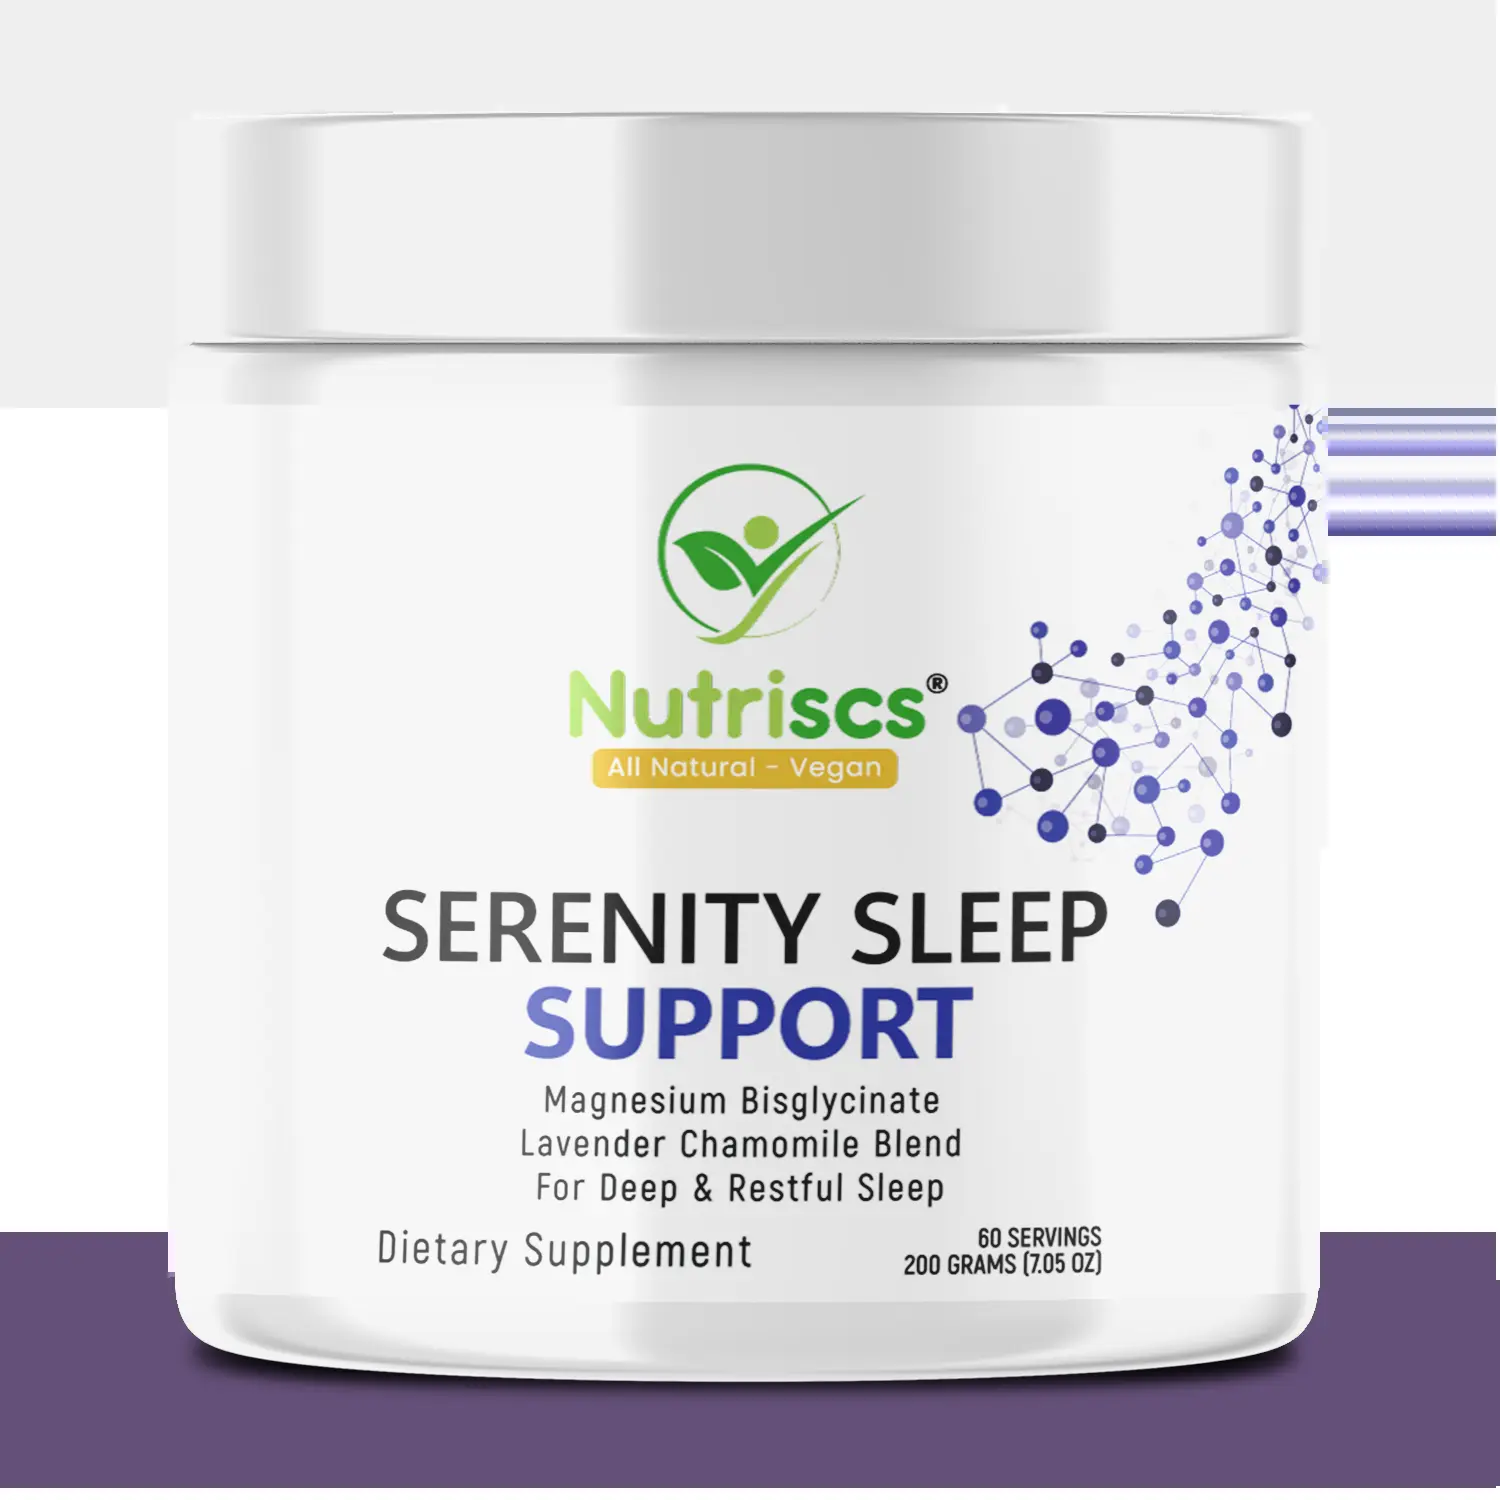 Nutriscs®
All Natural - Vegan
SERENITY SLEEP
SUPPORT
Magnesium Bisglycinate
Lavender Chamomile Blend
For Deep & Restful Sleep
Dietary Supplement
60 SERVINGS
200 GRAMS (7.05 OZ)